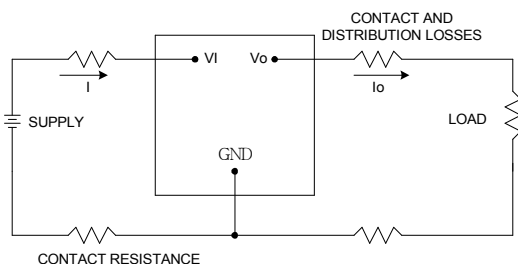 CONTACT AND
DISTRIBUTION LOSSES
VI
Vo
I
Io
SUPPLY
LOAD
GND
CONTACT RESISTANCE